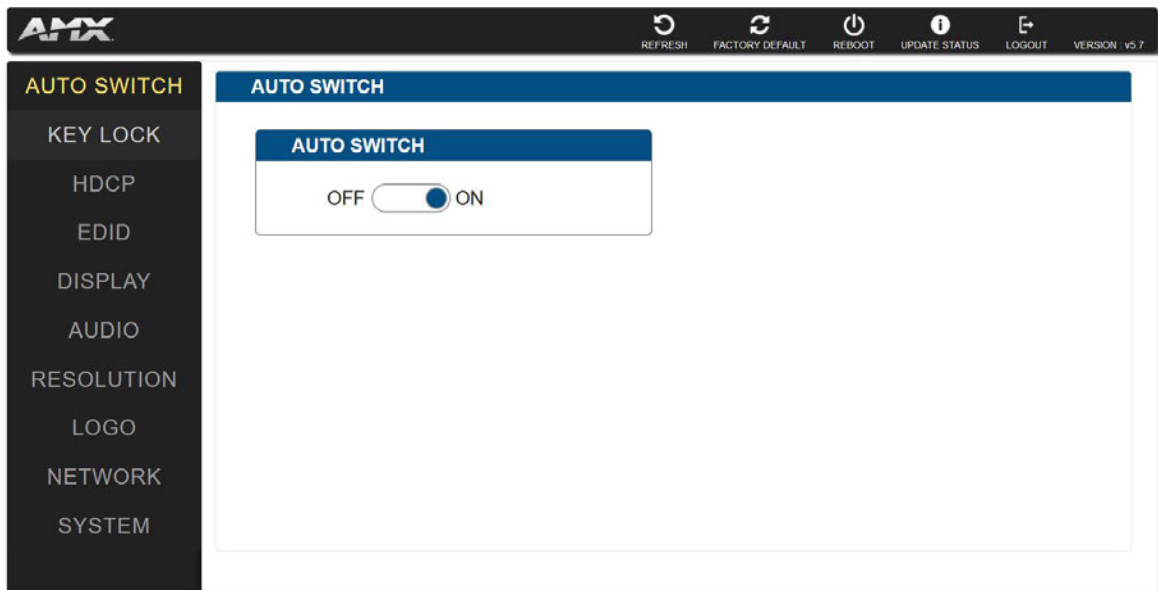 AMX
REFRESH FACTORY DEFAULT REBOOT UPDATE STATUS LOGOUT VERSION : v5.7
AUTO SWITCH
KEY LOCK
HDCP
EDID
DISPLAY
AUDIO
RESOLUTION
LOGO
NETWORK
SYSTEM
AUTO SWITCH
AUTO SWITCH
OFF ON